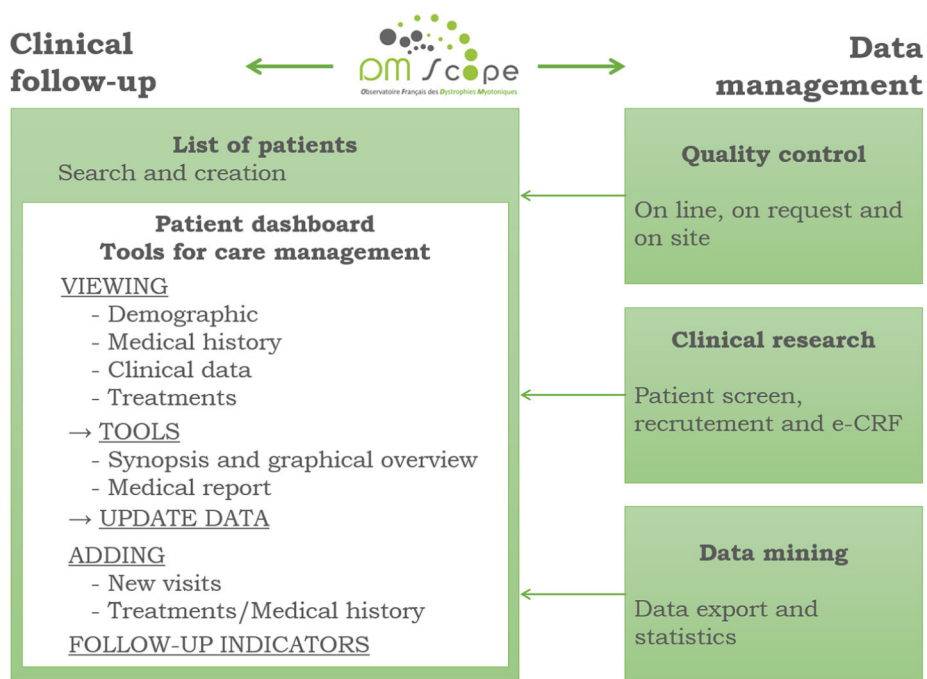 Clinical
follow-up
DM Scope
Observatoire Français des Dystrophies Myotoniques
Data
management
List of patients
Search and creation
Patient dashboard
Tools for care management
VIEWING
- Demographic
- Medical history
- Clinical data
- Treatments
→ TOOLS
- Synopsis and graphical overview
- Medical report
→ UPDATE DATA
ADDING
- New visits
- Treatments/Medical history
FOLLOW-UP INDICATORS
Quality control
On line, on request and
on site
Clinical research
Patient screen,
recrutement and e-CRF
Data mining
Data export and
statistics